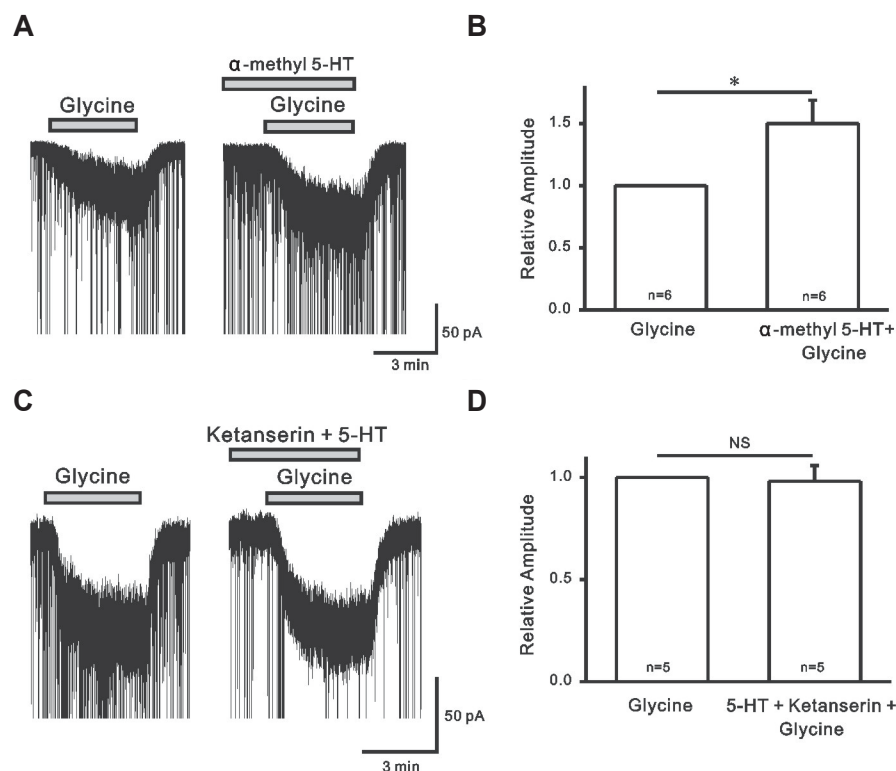 A
α-methyl 5-HT
Glycine
Glycine
50 pA
3 min
B
*
Relative Amplitude
1.5
1.0
0.5
0.0
n=6
n=6
Glycine
α-methyl 5-HT+
Glycine
C
Ketanserin + 5-HT
Glycine
Glycine
50 pA
3 min
D
NS
Relative Amplitude
1.0
0.5
0.0
n=5
n=5
Glycine
5-HT + Ketanserin +
Glycine